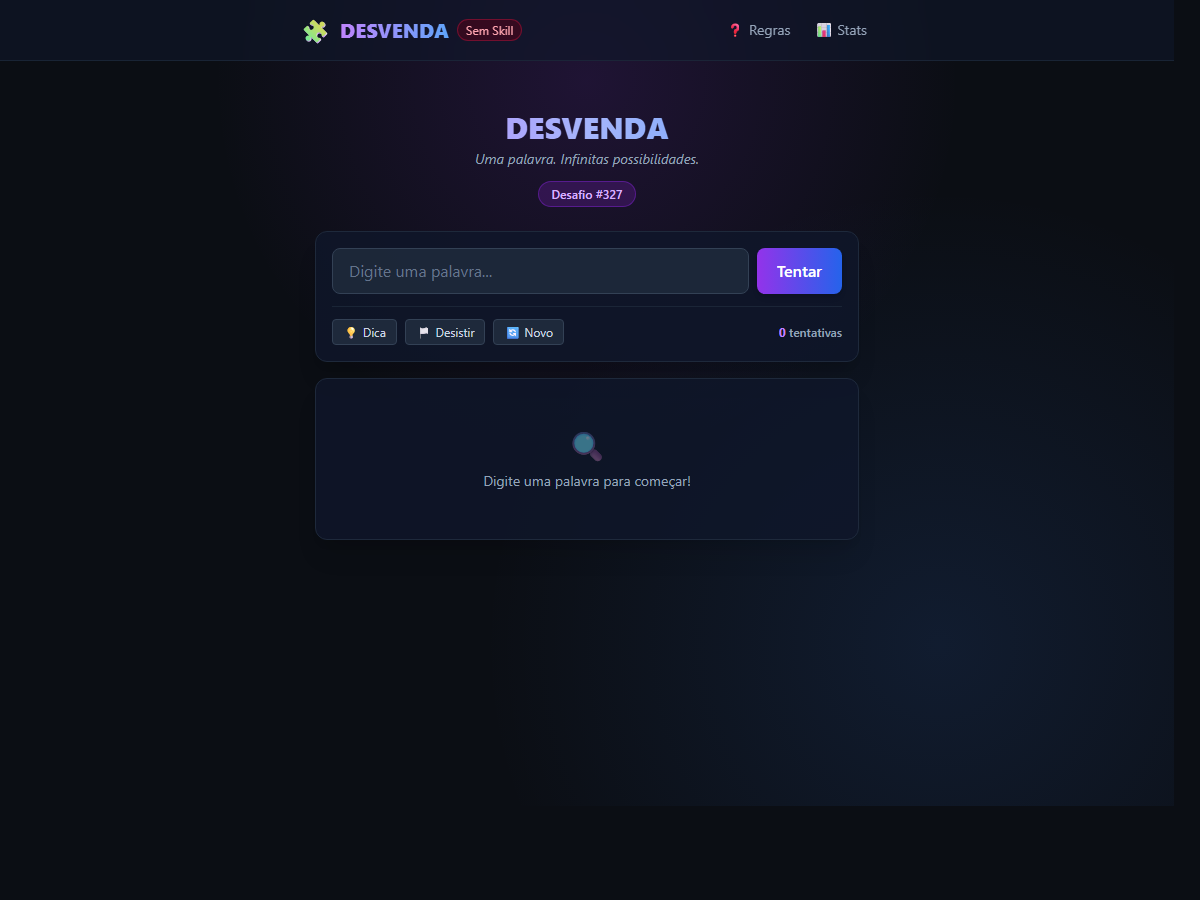 DESVENDA Sem Skill Regras Stats
DESVENDA
Uma palavra. Infinitas possibilidades.
Desafio #327
Digite uma palavra... Tentar
Dica Desistir Novo 0 tentativas
Digite uma palavra para começar!